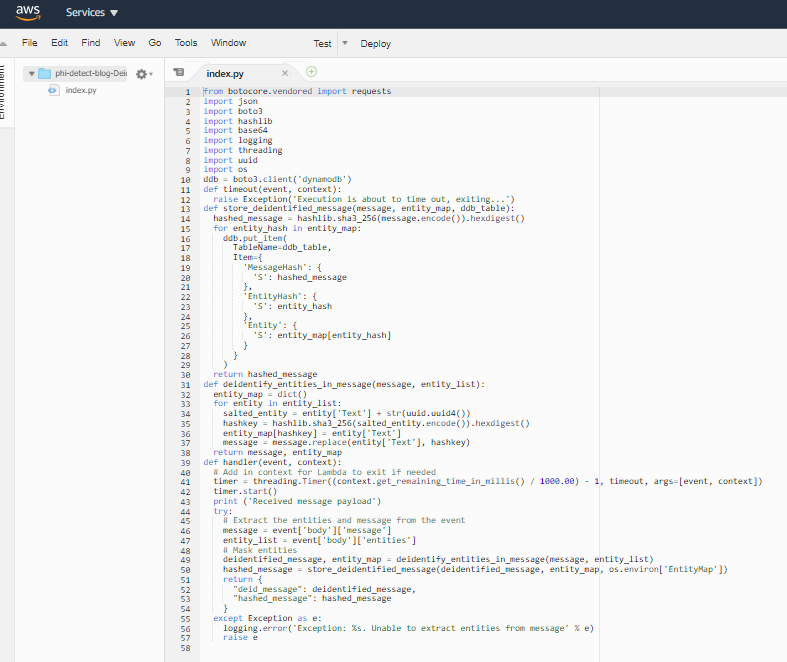 aws
Services
File Edit Find View Go Tools Window Test Deploy
Environment
phi-detect-blog-Dei
index.py
index.py
1 from botocore.vendored import requests
2 import json
3 import boto3
4 import hashlib
5 import base64
6 import logging
7 import threading
8 import uuid
9 import os
10 ddb = boto3.client('dynamodb')
11 def timeout(event, context):
12   raise Exception('Execution is about to time out, exiting...')
13 def store_deidentified_message(message, entity_map, ddb_table):
14   hashed_message = hashlib.sha3_256(message.encode()).hexdigest()
15   for entity_hash in entity_map:
16     ddb.put_item(
17       TableName=ddb_table,
18       Item={
19         'MessageHash': {
20           'S': hashed_message
21         },
22         'EntityHash': {
23           'S': entity_hash
24         },
25         'Entity': {
26           'S': entity_map[entity_hash]
27         }
28       }
29     )
30   return hashed_message
31 def deidentify_entities_in_message(message, entity_list):
32   entity_map = dict()
33   for entity in entity_list:
34     salted_entity = entity['Text'] + str(uuid.uuid4())
35     hashkey = hashlib.sha3_256(salted_entity.encode()).hexdigest()
36     entity_map[hashkey] = entity['Text']
37     message = message.replace(entity['Text'], hashkey)
38   return message, entity_map
39 def handler(event, context):
40   # Add in context for Lambda to exit if needed
41   timer = threading.Timer((context.get_remaining_time_in_millis() / 1000.00) - 1, timeout, args=[event, context])
42   timer.start()
43   print ('Received message payload')
44   try:
45     # Extract the entities and message from the event
46     message = event['body']['message']
47     entity_list = event['body']['entities']
48     # Mask entities
49     deidentified_message, entity_map = deidentify_entities_in_message(message, entity_list)
50     hashed_message = store_deidentified_message(deidentified_message, entity_map, os.environ['EntityMap'])
51     return {
52       "deid_message": deidentified_message,
53       "hashed_message": hashed_message
54     }
55   except Exception as e:
56     logging.error('Exception: %s. Unable to extract entities from message' % e)
57     raise e
58